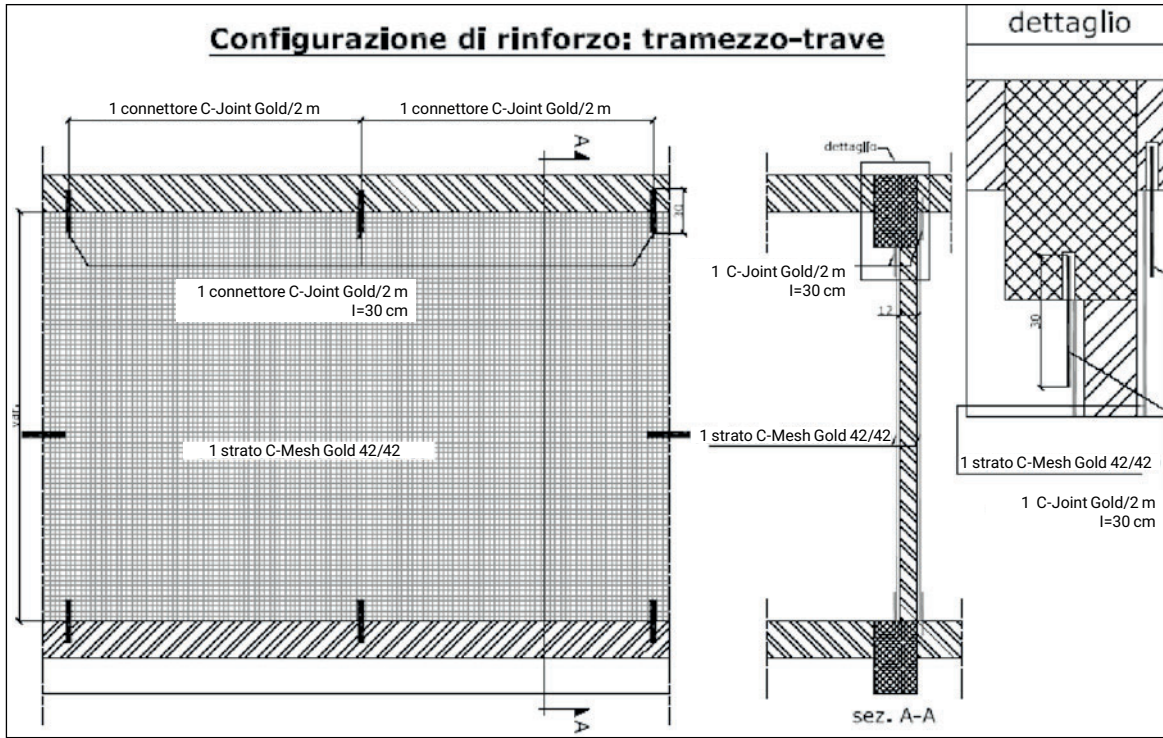 Configurazione di rinforzo: tramezzo-trave
dettaglio
1 connettore C-Joint Gold/2 m
1 connettore C-Joint Gold/2 m
A
dettaglio
30
1 connettore C-Joint Gold/2 m
l=30 cm
1 C-Joint Gold/2 m
l=30 cm
12
30
var.
1 strato C-Mesh Gold 42/42
1 strato C-Mesh Gold 42/42
1 strato C-Mesh Gold 42/42
1 C-Joint Gold/2 m
l=30 cm
A
sez. A-A